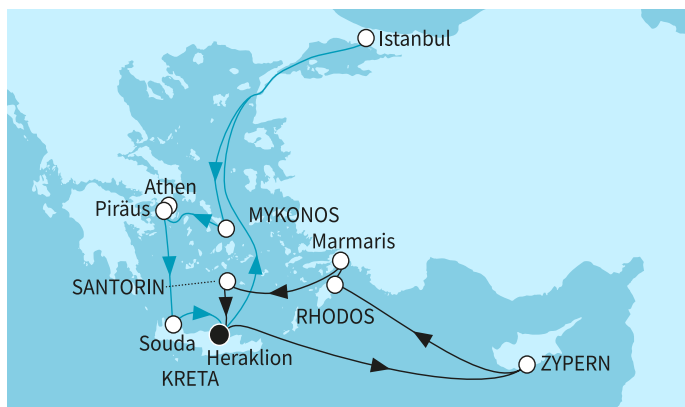 Istanbul
Athen
Piräus
MYKONOS
Marmaris
SANTORIN
RHODOS
Souda
Heraklion
ZYPERN
KRETA